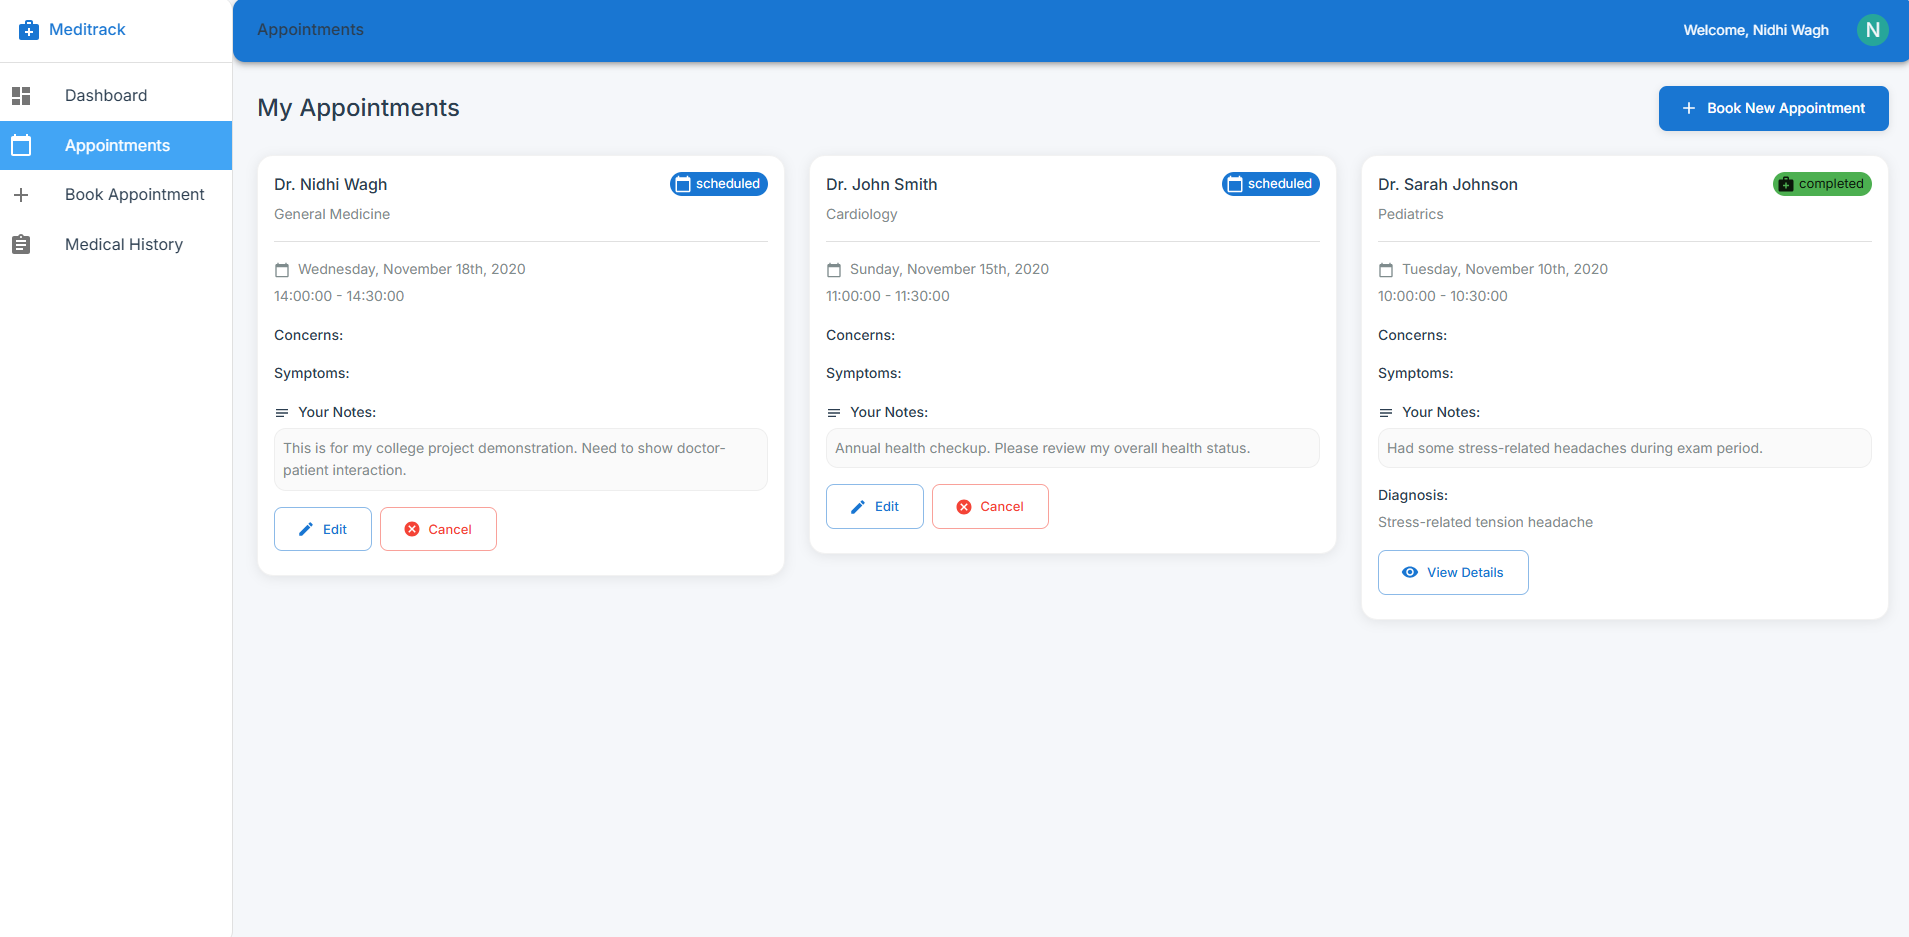 Meditrack
Dashboard
Appointments
Book Appointment
Medical History
Appointments
Welcome, Nidhi Wagh
N
My Appointments
Book New Appointment
Dr. Nidhi Wagh
scheduled
General Medicine
Wednesday, November 18th, 2020
14:00:00 - 14:30:00
Concerns:
Symptoms:
Your Notes:
This is for my college project demonstration. Need to show doctor-
patient interaction.
Edit
Cancel
Dr. John Smith
scheduled
Cardiology
Sunday, November 15th, 2020
11:00:00 - 11:30:00
Concerns:
Symptoms:
Your Notes:
Annual health checkup. Please review my overall health status.
Edit
Cancel
Dr. Sarah Johnson
completed
Pediatrics
Tuesday, November 10th, 2020
10:00:00 - 10:30:00
Concerns:
Symptoms:
Your Notes:
Had some stress-related headaches during exam period.
Diagnosis:
Stress-related tension headache
View Details